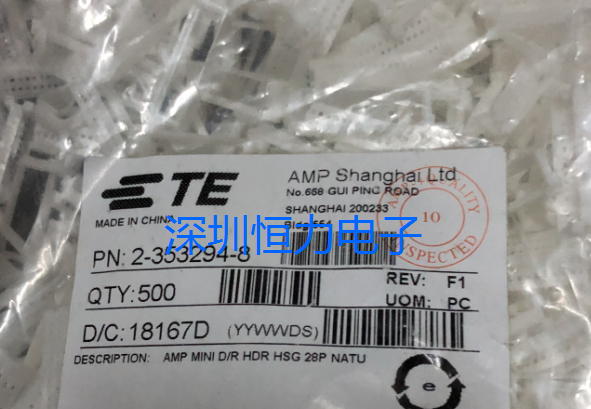 TE
AMP Shanghai Ltd
No.658 GUI PING ROAD
SHANGHAI 200233
MADE IN CHINA
深圳恒力电子
AMP QUALITY
10
INSPECTED
PN: 2-353294-8
REV: F1
QTY: 500
UOM: PC
D/C: 18167D (YYWWDS)
DESCRIPTION: AMP MINI D/R HDR HSG 28P NATU
e